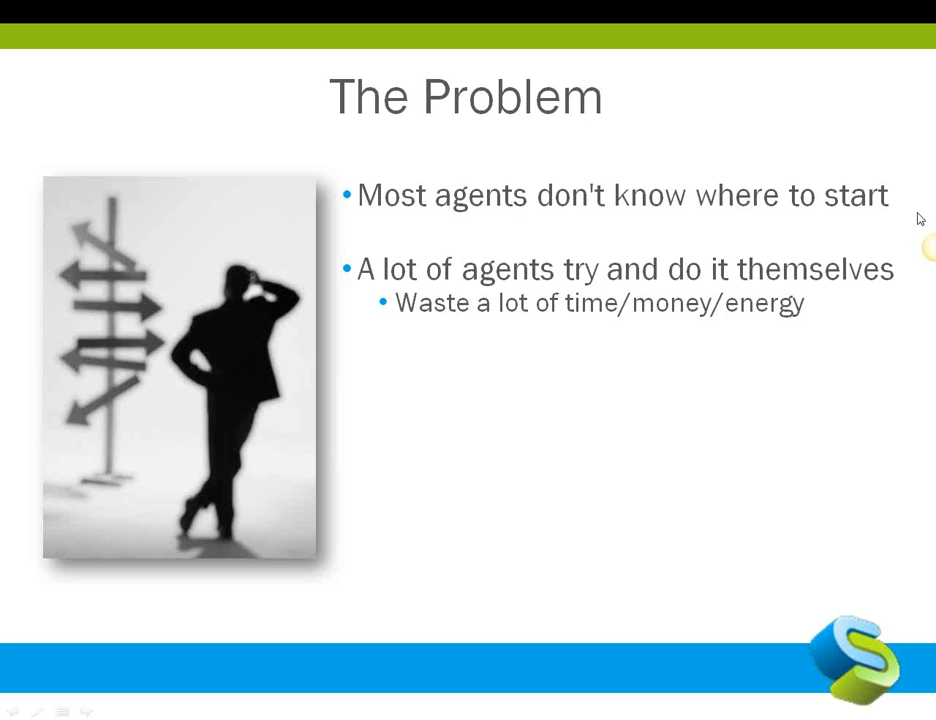 The Problem
• Most agents don't know where to start
• A lot of agents try and do it themselves
• Waste a lot of time/money/energy